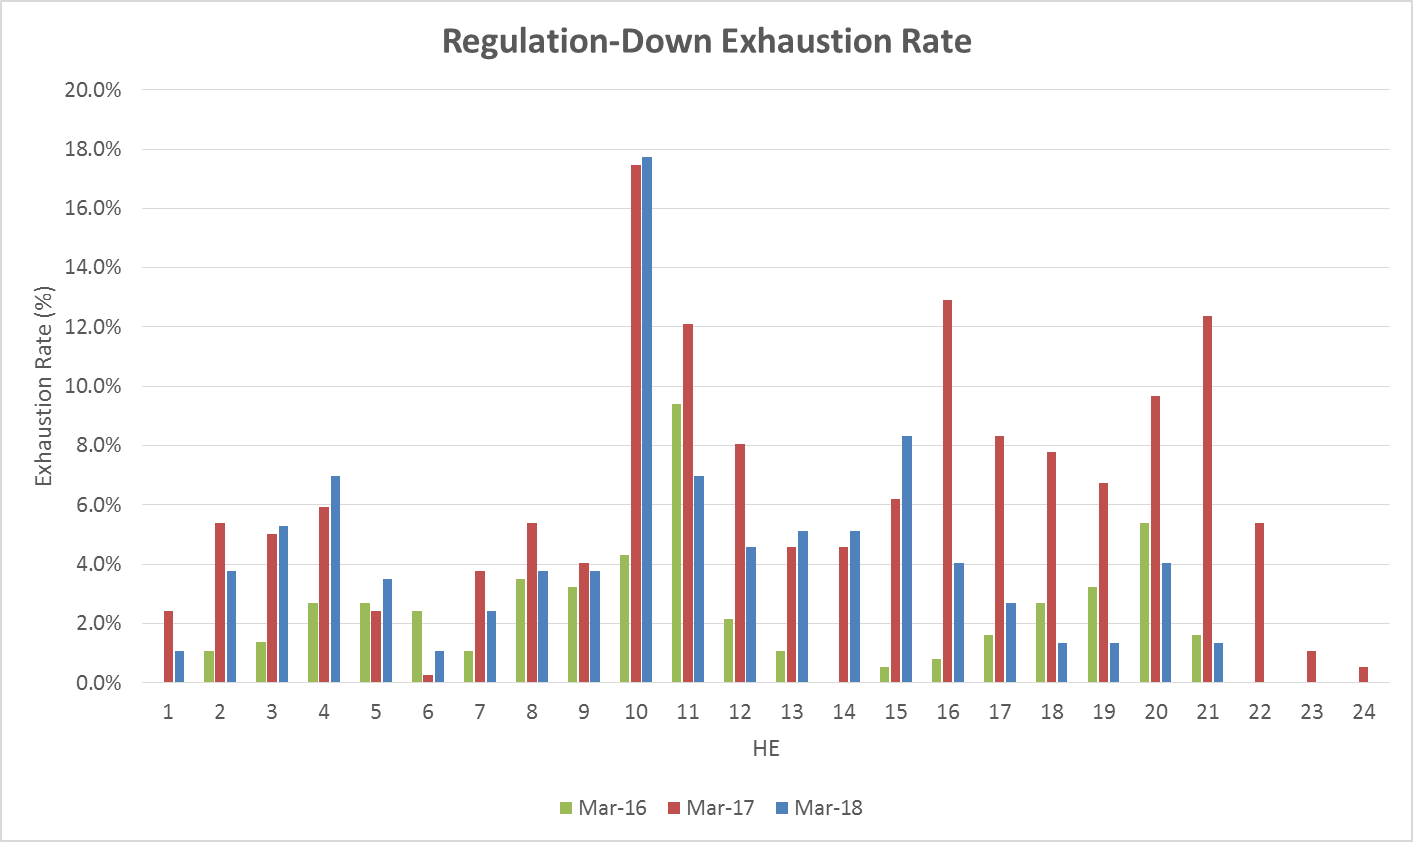 Regulation-Down Exhaustion Rate
20.0%
18.0%
16.0%
14.0%
12.0%
10.0%
8.0%
6.0%
4.0%
2.0%
0.0%
Exhaustion Rate (%)
1 2 3 4 5 6 7 8 9 10 11 12 13 14 15 16 17 18 19 20 21 22 23 24
HE
Mar-16 Mar-17 Mar-18